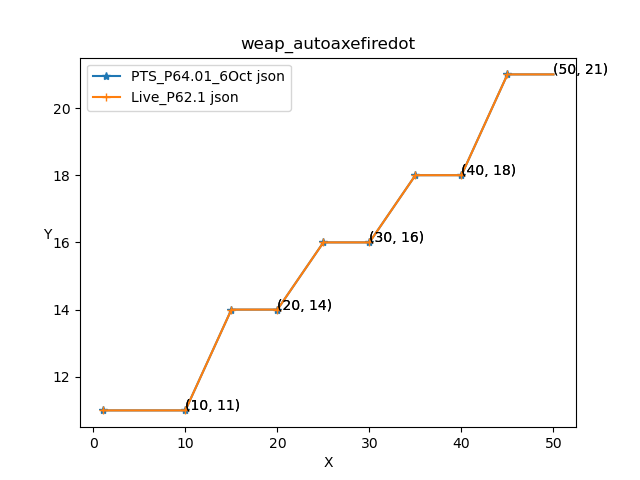 weap_autoaxefiredot
PTS_P64.01_6Oct json
Live_P62.1 json
(50, 21)
(40, 18)
(30, 16)
(20, 14)
(10, 11)
Y
20
18
16
14
12
0 10 20 30 40 50
X